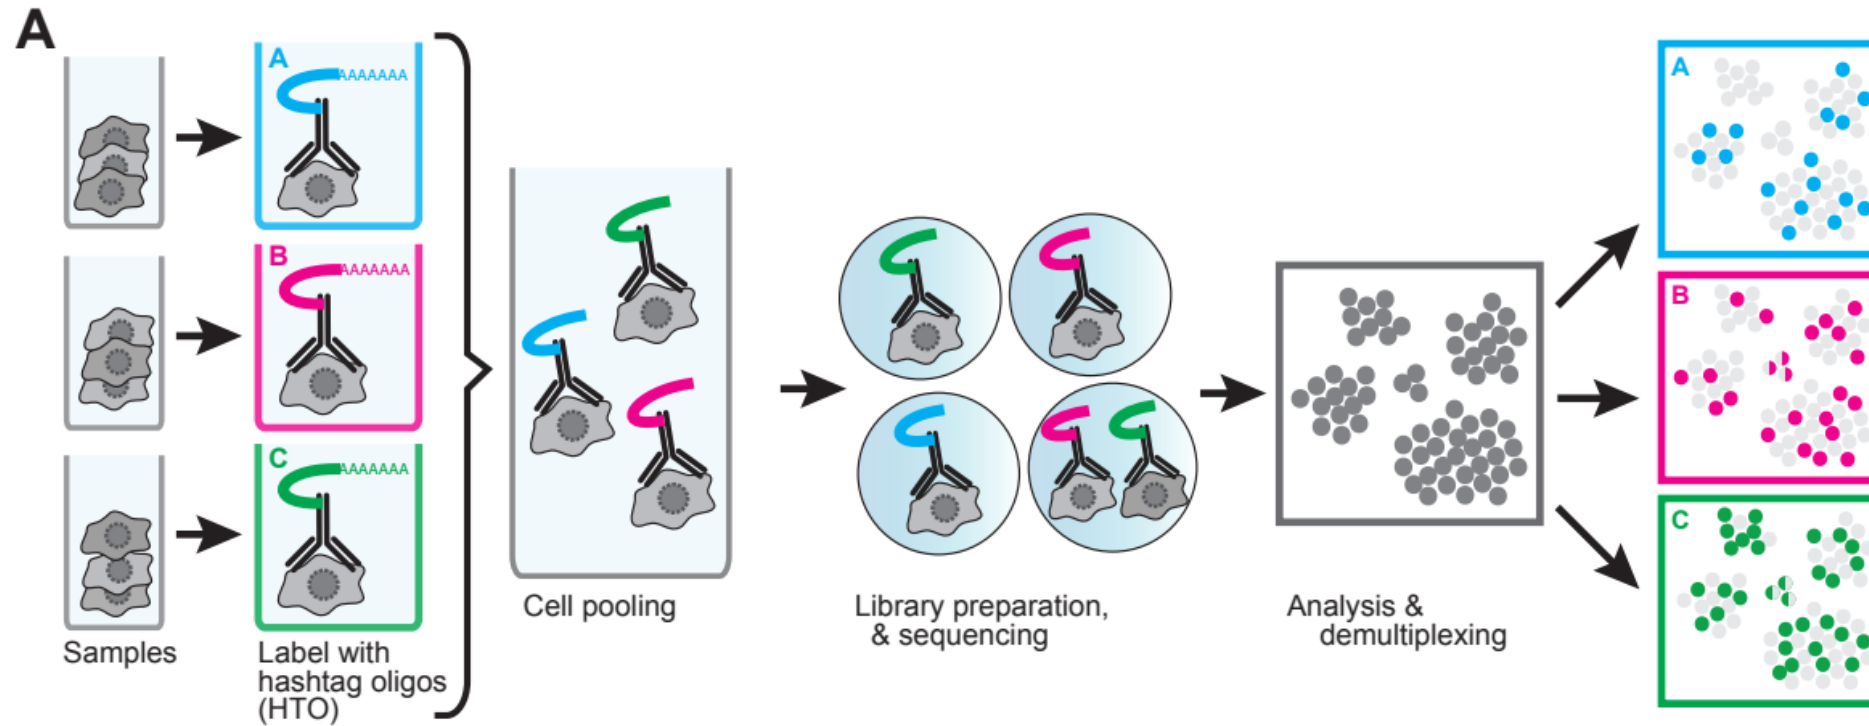 A
A
AAAAAAA
B
AAAAAAA
C
AAAAAAA
Samples
Label with
hashtag oligos
(HTO)
Cell pooling
Library preparation,
& sequencing
Analysis &
demultiplexing
A
B
C